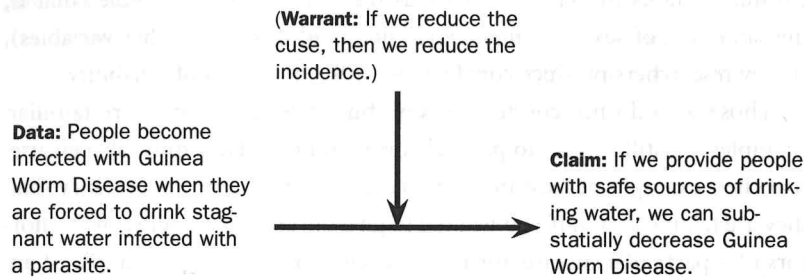 (Warrant: If we reduce the
cuse, then we reduce the
incidence.)
Data: People become
infected with Guinea
Worm Disease when they
are forced to drink stag-
nant water infected with
a parasite.
Claim: If we provide people
with safe sources of drink-
ing water, we can sub-
statially decrease Guinea
Worm Disease.